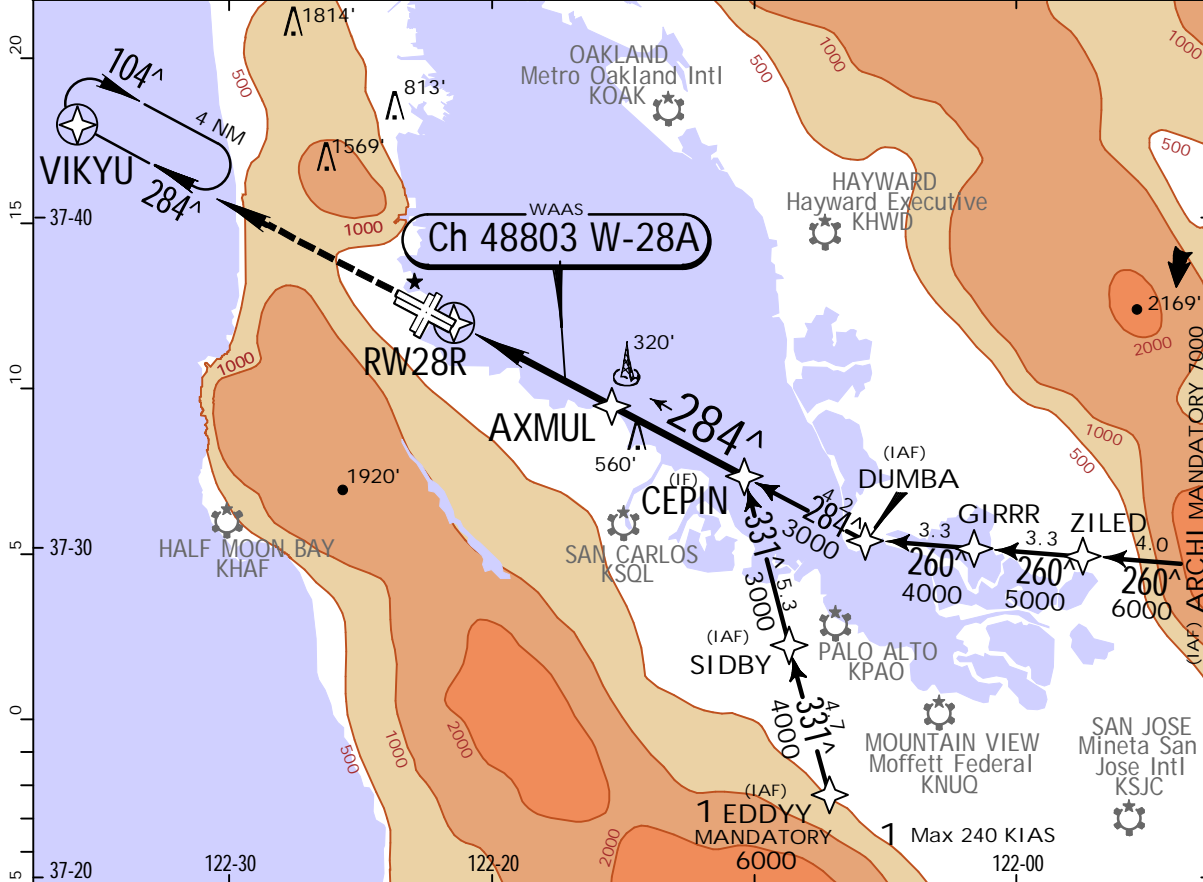 1814'
20
OAKLAND
Metro Oakland Intl
KOAK
1000
1000
500
500
104^
813'
4 NM
1569'
500
VIKYU
284^
HAYWARD
Hayward Executive
KHWD
15
37-40
1000
WAAS
Ch 48803 W-28A
2169'
2000
RW28R
320'
1000
10
AXMUL
284^
560'
1000
500
(IAF)
DUMBA
(IF)
CEPIN
1920'
4.2
284^
3000
GIRRR
3.3
260^
4000
ZILED
3.3
260^
5000
4.0
260^
6000
(IAF) ARCHI MANDATORY 7000
5
37-30
HALF MOON BAY
KHAF
SAN CARLOS
KSQL
331^
5.3
3000
(IAF)
SIDBY
PALO ALTO
KPAO
0
500
1000
2000
4.7
331^
4000
MOUNTAIN VIEW
Moffett Federal
KNUQ
SAN JOSE
Mineta San
Jose Intl
KSJC
(IAF)
1 EDDYY
MANDATORY
6000
1 Max 240 KIAS
2000
5
37-20
122-30
122-20
122-00